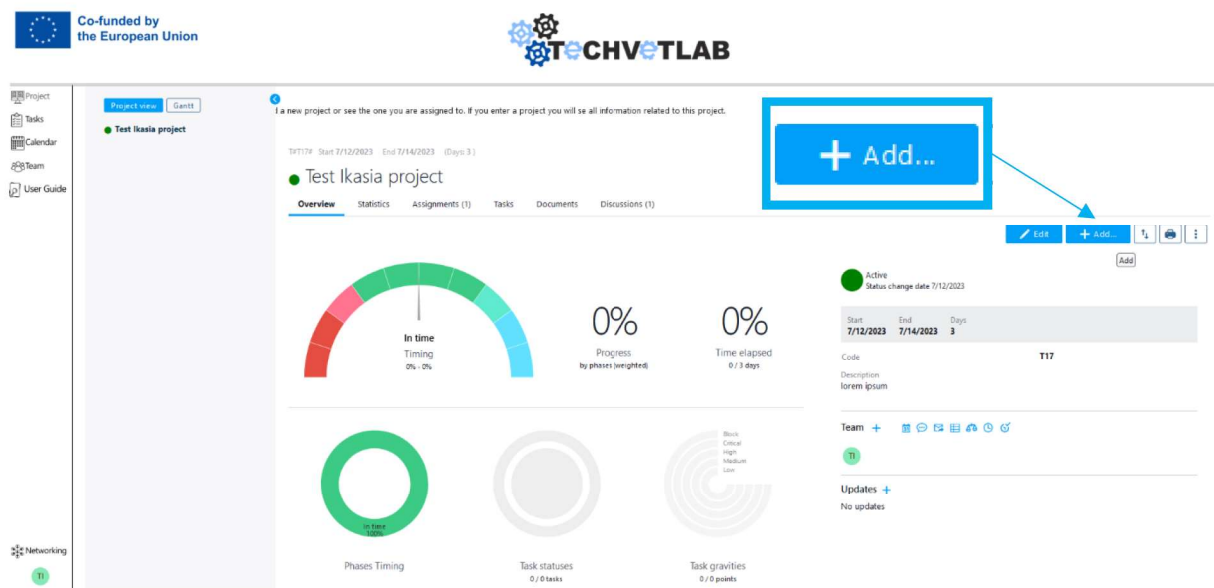 Co-funded by
the European Union
TECHVETLAB
Project
Tasks
Calendar
Team
User Guide
Project view Gantt
Test Ikasia project
a new project or see the one you are assigned to. If you enter a project you will se all information related to this project.
T#T17# Start 7/12/2023 End 7/14/2023 (Days: 3 )
Test Ikasia project
Overview Statistics Assignments (1) Tasks Documents Discussions (1)
+ Add...
Edit + Add...
Add
In time
Timing
0% - 0%
0%
Progress
by phases (weighted)
0%
Time elapsed
0 / 3 days
Active
Status change date 7/12/2023
Start End Days
7/12/2023 7/14/2023 3
Code T17
Description
lorem ipsum
Team +
TI
Updates +
No updates
In time
100%
Phases Timing
Task statuses
0 / 0 tasks
Block
Critical
High
Medium
Low
Task gravities
0 / 0 points
Networking
TI